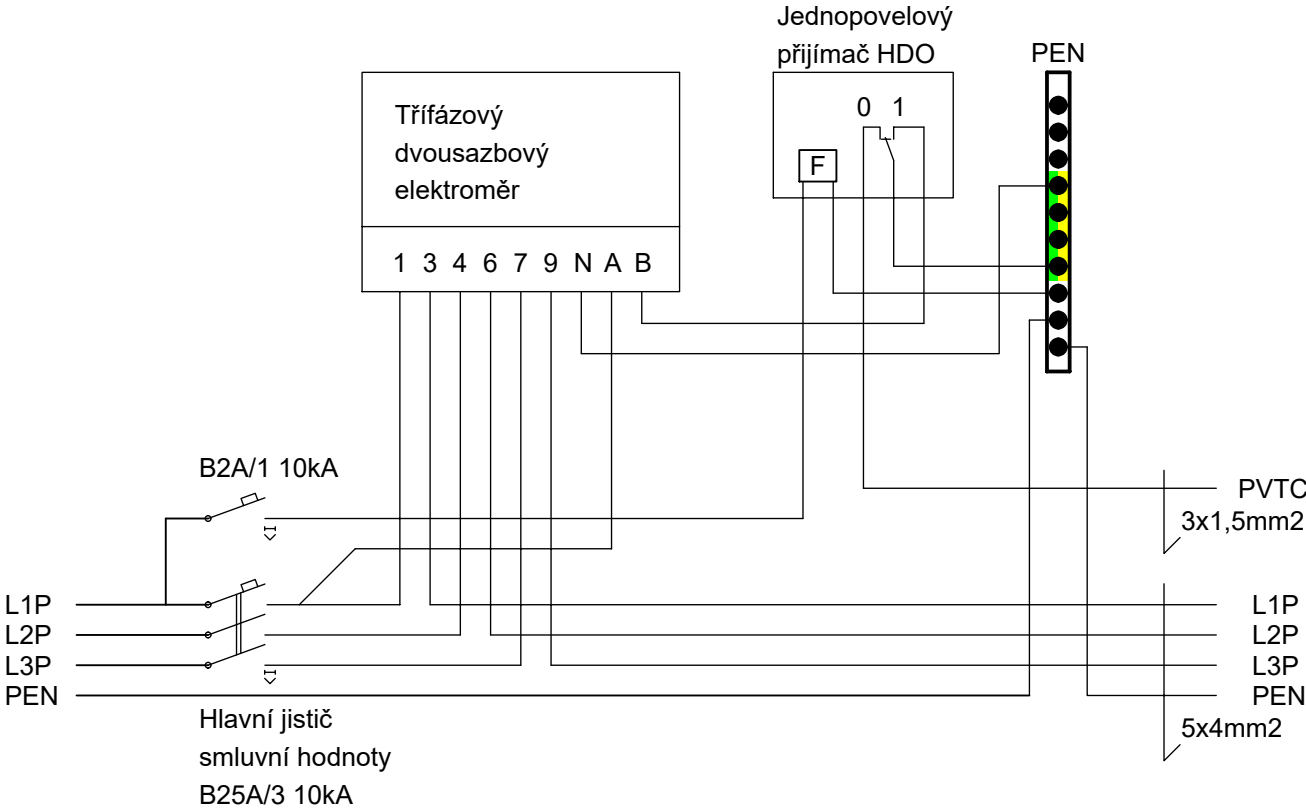 Jednopovelový
přijímač HDO
PEN
0 1
F
Třífázový
dvousazbový
elektroměr
1 3 4 6 7 9 N A B
B2A/1 10kA
PVTC
3x1,5mm2
L1P
L2P
L3P
PEN
L1P
L2P
L3P
PEN
5x4mm2
Hlavní jistič
smluvní hodnoty
B25A/3 10kA